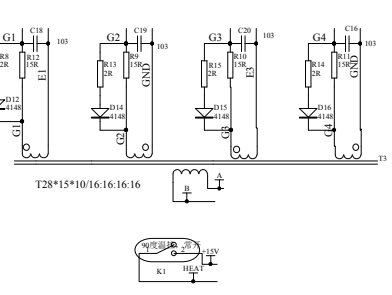 G1
C18
103
R8
2R
R12
15R
E1
D12
4148
G1
G2
C19
103
R13
2R
R9
15R
GND
D14
4148
G2
G3
C20
103
R15
2R
R10
15R
E3
D15
4148
G3
G4
C16
103
R14
2R
R11
15R
GND
D16
4148
G4
T3
T28*15*10/16:16:16:16
A
B
90度温控，常开
1
2
+15V
K1
HEAT